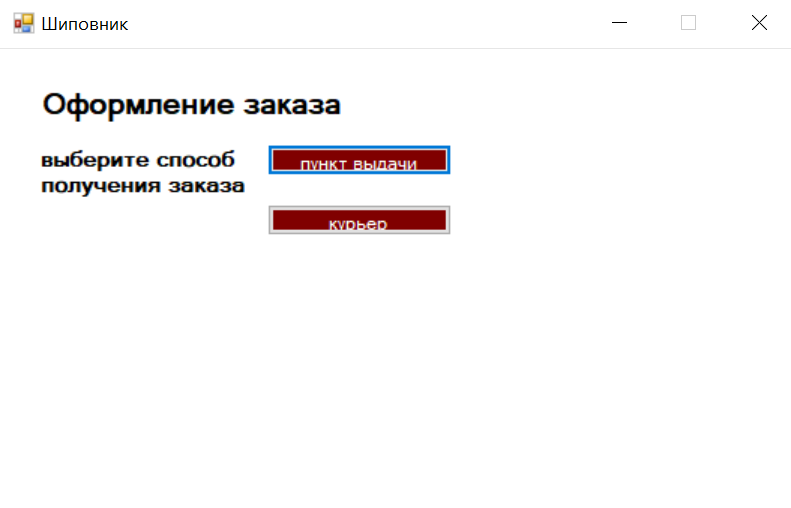 Шиповник
Оформление заказа
выберите способ
получения заказа
пункт выдачи
курьер